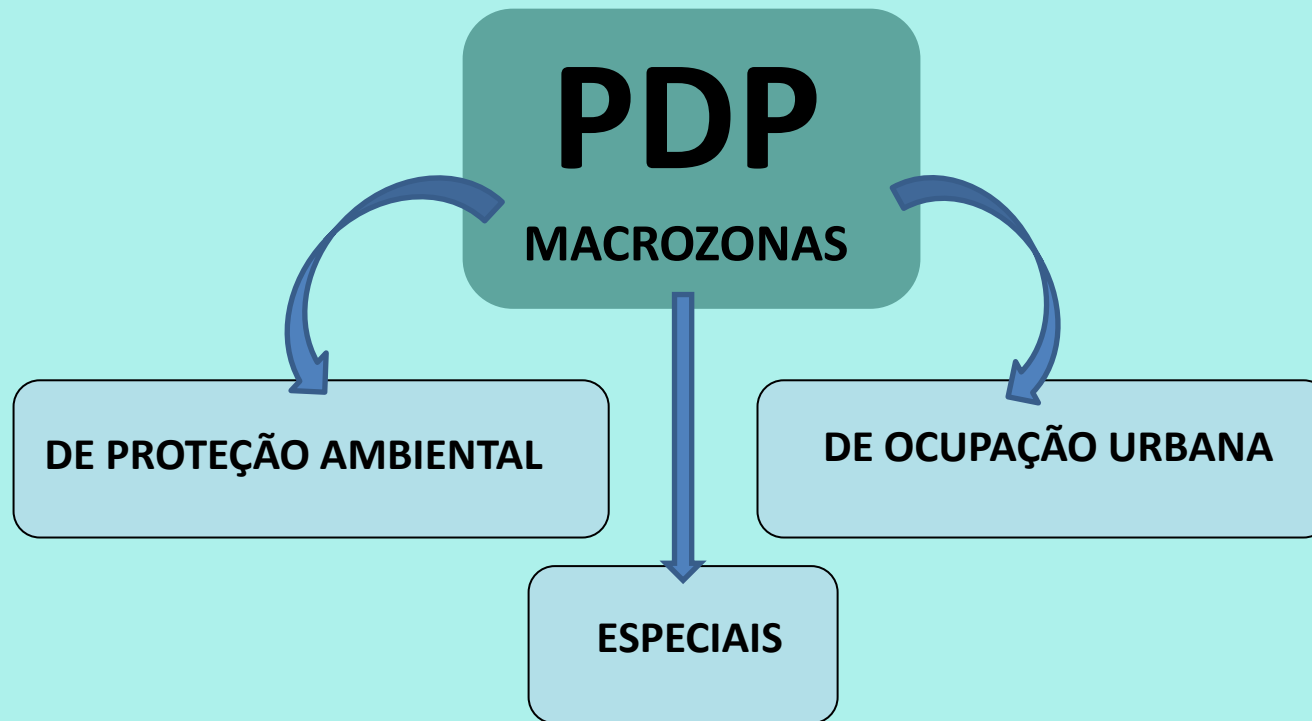 PDP
MACROZONAS
DE PROTEÇÃO AMBIENTAL
DE OCUPAÇÃO URBANA
ESPECIAIS